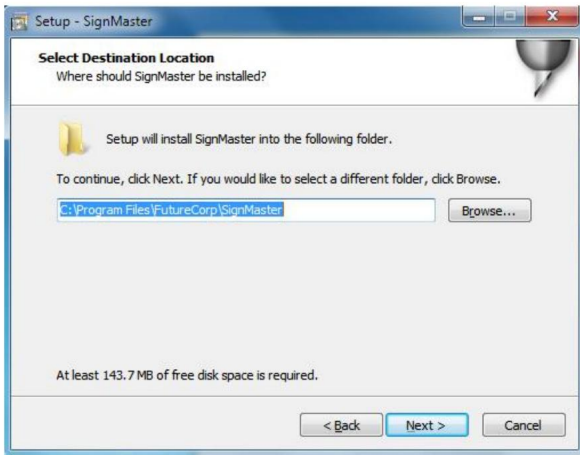 Setup - SignMaster
Select Destination Location
Where should SignMaster be installed?
Setup will install SignMaster into the following folder.
To continue, click Next. If you would like to select a different folder, click Browse.
C:\Program Files\FutureCorp\SignMaster
Browse...
At least 143.7 MB of free disk space is required.
< Back
Next >
Cancel